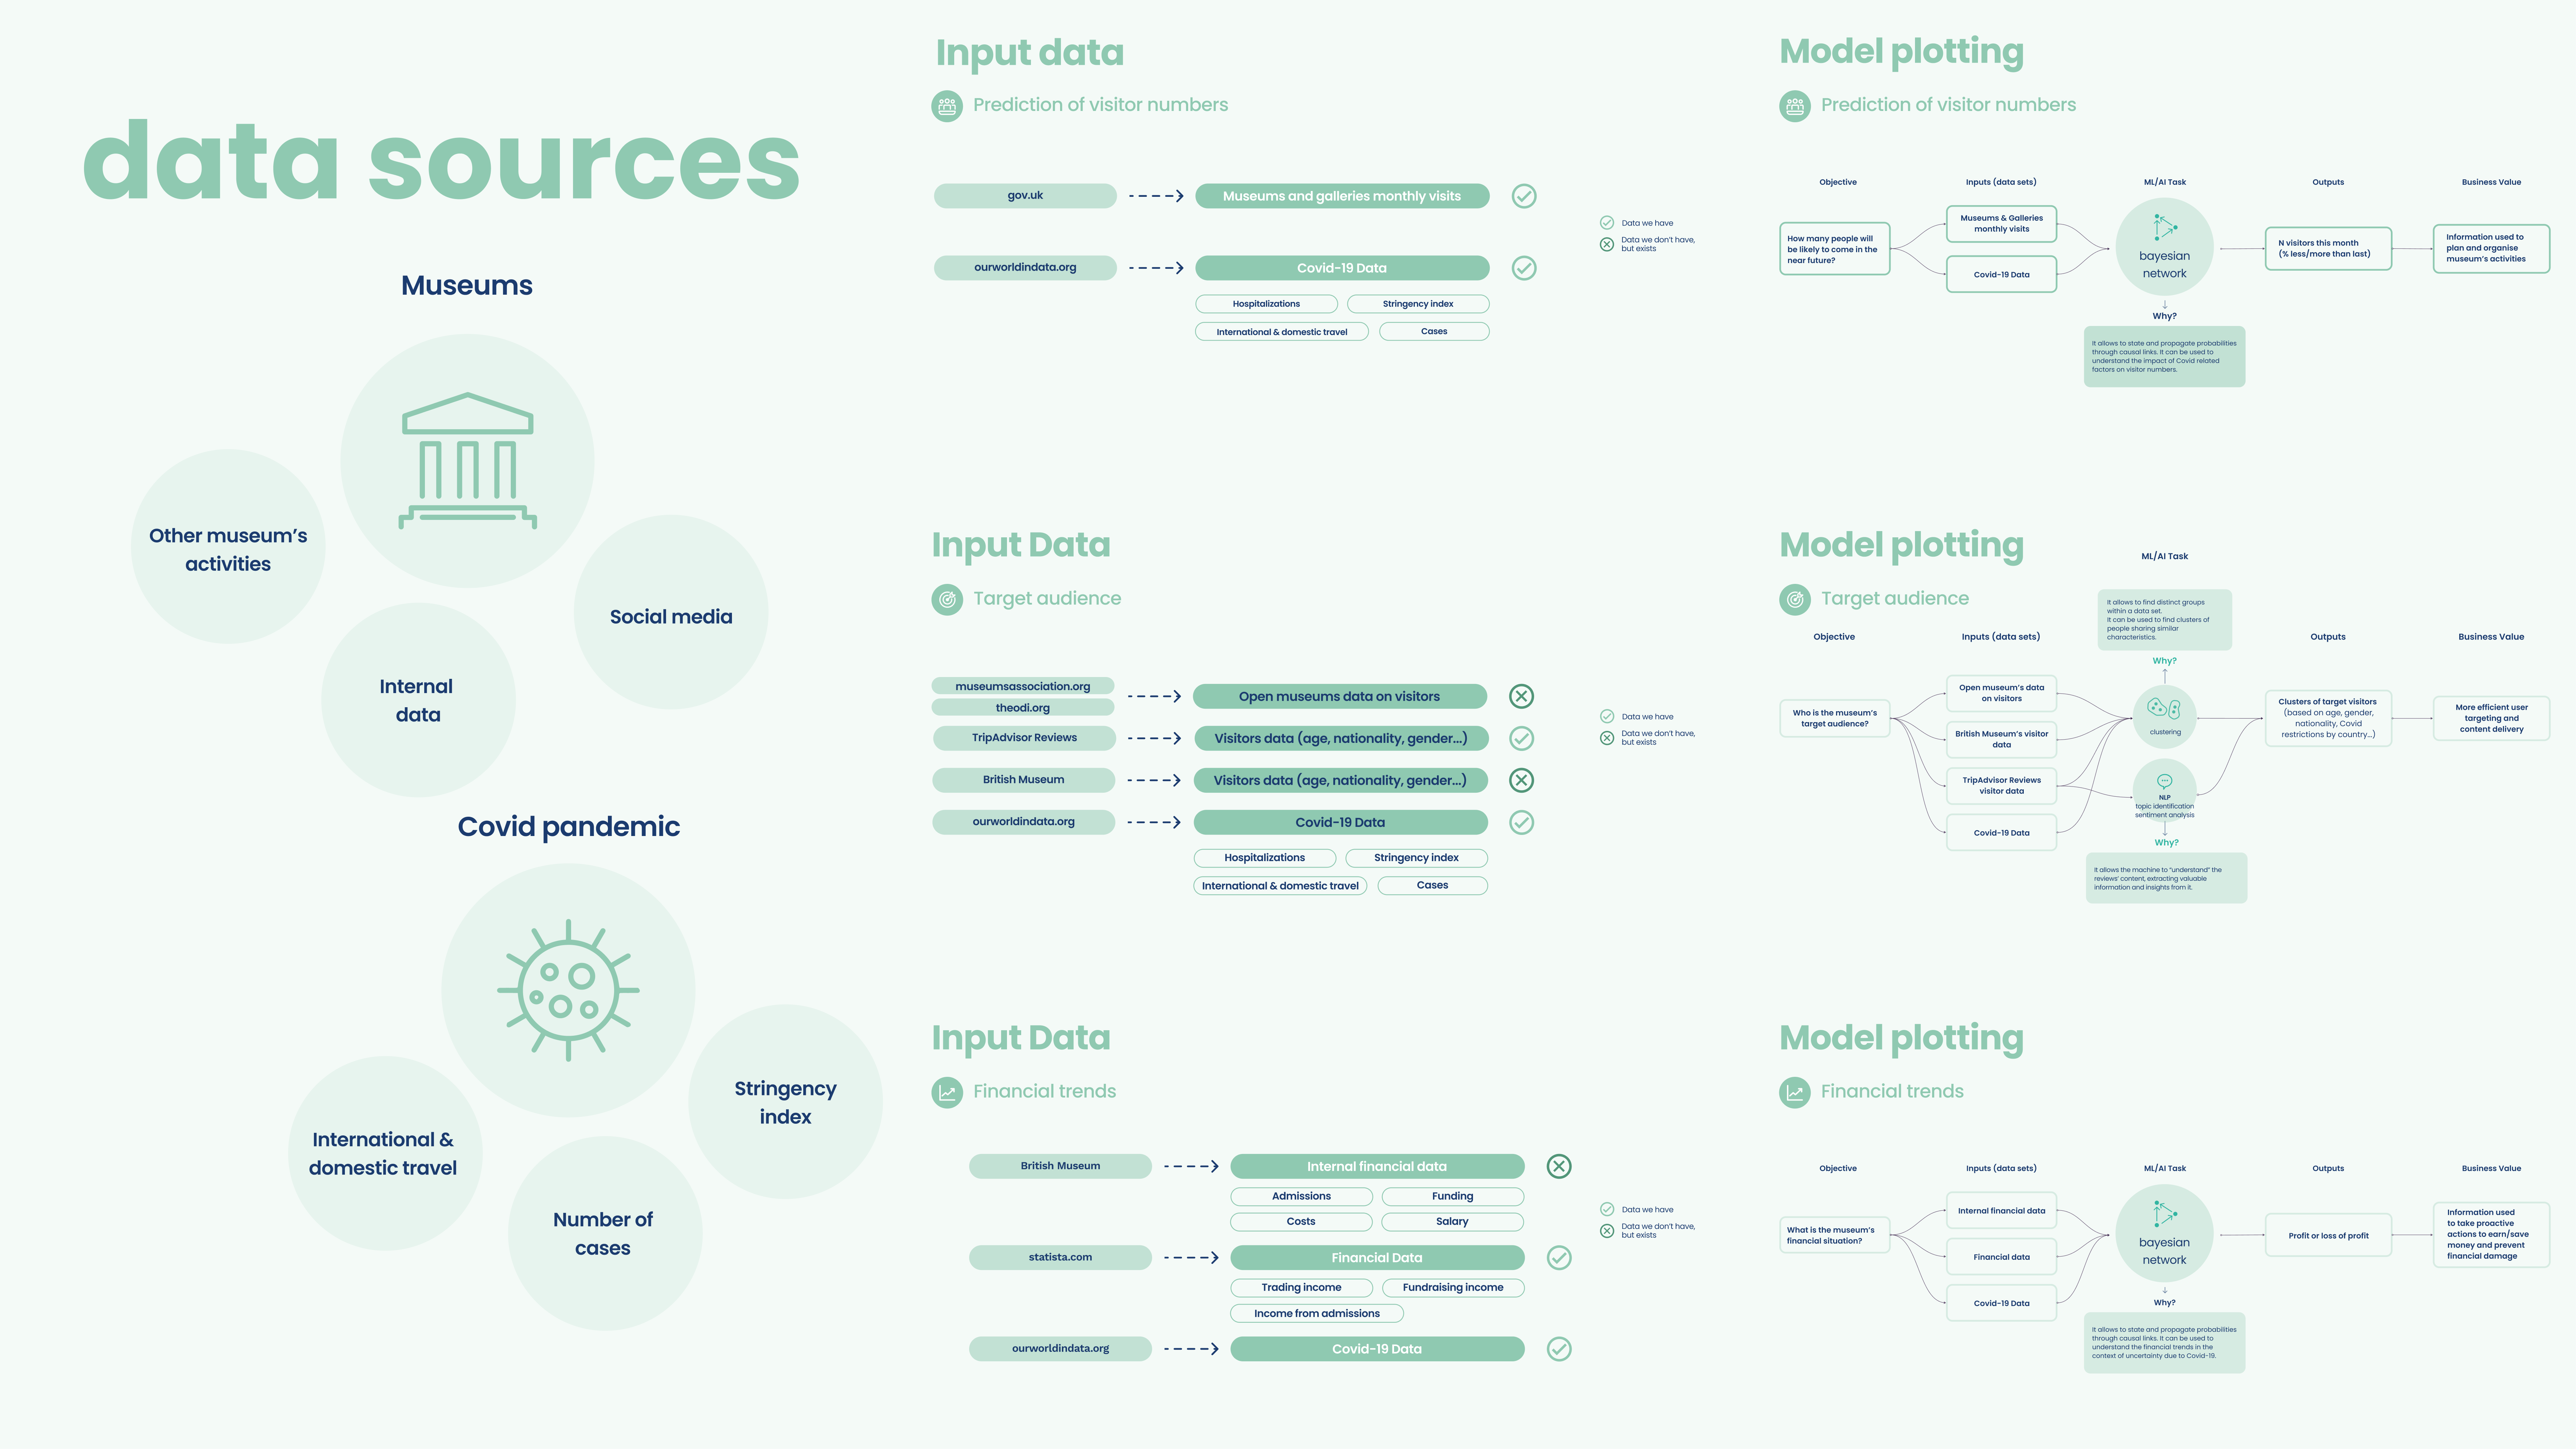 data sources
Museums
Other museum's
activities
Social media
Internal
data
Covid pandemic
Stringency
index
International &
domestic travel
Number of
cases
Input data
Prediction of visitor numbers
gov.uk
Museums and galleries monthly visits
ourworldindata.org
Covid-19 Data
Hospitalizations
Stringency index
International & domestic travel
Cases
Data we have
Data we don't have,
but exists
Model plotting
Prediction of visitor numbers
Objective
Inputs (data sets)
ML/AI Task
Outputs
Business Value
How many people will
be likely to come in the
near future?
Museums & Galleries
monthly visits
Covid-19 Data
bayesian
network
N visitors this month
(% less/more than last)
Information used to
plan and organise
museum's activities
Why?
It allows to state and propagate probabilities
through causal links. It can be used to
understand the impact of Covid related
factors on visitor numbers.
Input Data
Target audience
museumsassociation.org
theodi.org
Open museums data on visitors
TripAdvisor Reviews
Visitors data (age, nationality, gender...)
British Museum
Visitors data (age, nationality, gender...)
ourworldindata.org
Covid-19 Data
Hospitalizations
Stringency index
International & domestic travel
Cases
Data we have
Data we don't have,
but exists
Model plotting
Target audience
ML/AI Task
It allows to find distinct groups
within a data set.
It can be used to find clusters of
people sharing similar
characteristics.
Objective
Inputs (data sets)
Outputs
Business Value
Why?
Who is the museum's
target audience?
Open museum's data
on visitors
British Museum's visitor
data
TripAdvisor Reviews
visitor data
Covid-19 Data
clustering
NLP
topic identification
sentiment analysis
Clusters of target visitors
(based on age, gender,
nationality, Covid
restrictions by country...)
More efficient user
targeting and
content delivery
Why?
It allows the machine to "understand" the
reviews' content, extracting valuable
information and insights from it.
Input Data
Financial trends
British Museum
Internal financial data
Admissions
Funding
Costs
Salary
statista.com
Financial Data
Trading income
Fundraising income
Income from admissions
ourworldindata.org
Covid-19 Data
Data we have
Data we don't have,
but exists
Model plotting
Financial trends
Objective
Inputs (data sets)
ML/AI Task
Outputs
Business Value
What is the museum's
financial situation?
Internal financial data
Financial data
Covid-19 Data
bayesian
network
Profit or loss of profit
Information used
to take proactive
actions to earn/save
money and prevent
financial damage
Why?
It allows to state and propagate probabilities
through causal links. It can be used to
understand the financial trends in the
context of uncertainty due to Covid-19.